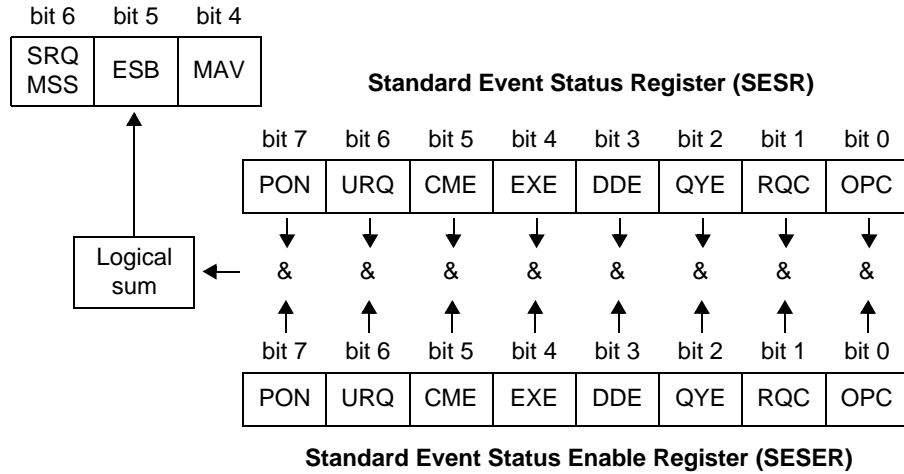 bit 6 bit 5 bit 4
SRQ
MSS
ESB MAV
Standard Event Status Register (SESR)
bit 7 bit 6 bit 5 bit 4 bit 3 bit 2 bit 1 bit 0
PON URQ CME EXE DDE QYE RQC OPC
Logical
sum
& & & & & & & &
bit 7 bit 6 bit 5 bit 4 bit 3 bit 2 bit 1 bit 0
PON URQ CME EXE DDE QYE RQC OPC
Standard Event Status Enable Register (SESER)